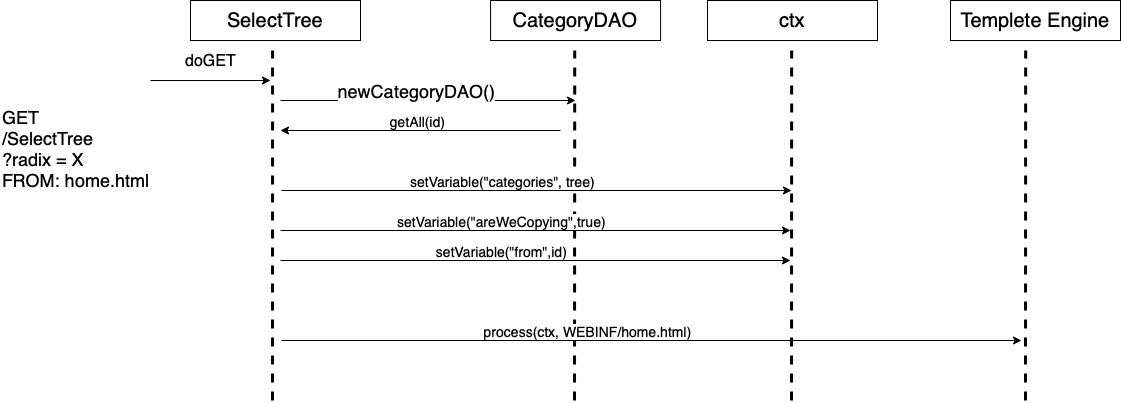 SelectTree
CategoryDAO
ctx
Templete Engine
doGET
newCategoryDAO()
getAll(id)
GET
/SelectTree
?radix = X
FROM: home.html
setVariable("categories", tree)
setVariable("areWeCopying",true)
setVariable("from",id)
process(ctx, WEBINF/home.html)